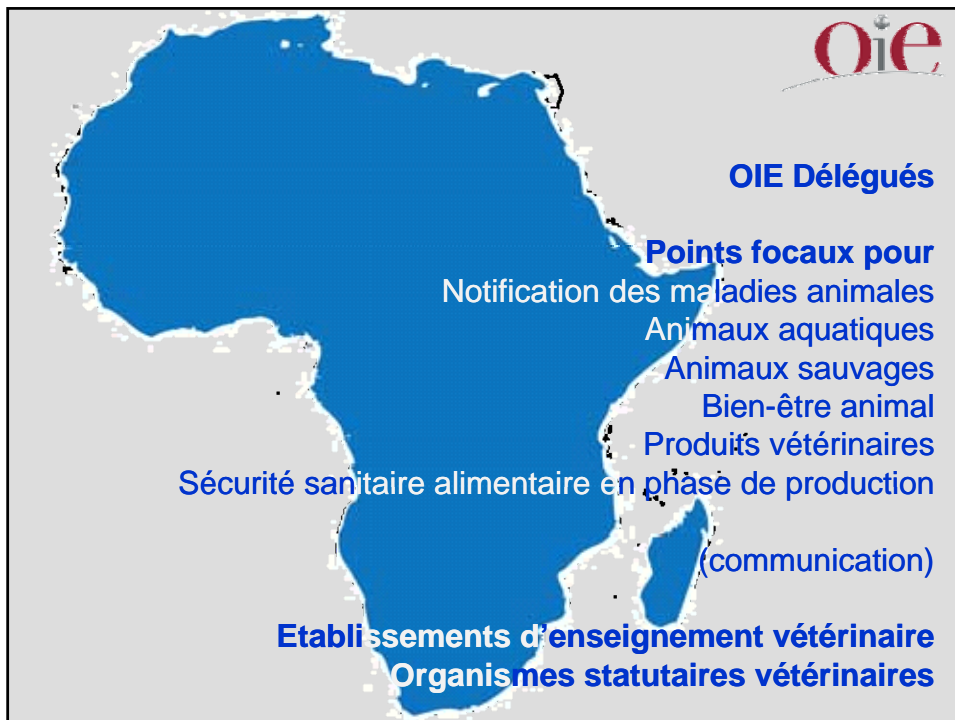 Oie
OIE Délégués
Points focaux pour
Notification des maladies animales
Animaux aquatiques
Animaux sauvages
Bien-être animal
Produits vétérinaires
Sécurité sanitaire alimentaire en phase de production
(communication)
Etablissements d'enseignement vétérinaire
Organismes statutaires vétérinaires